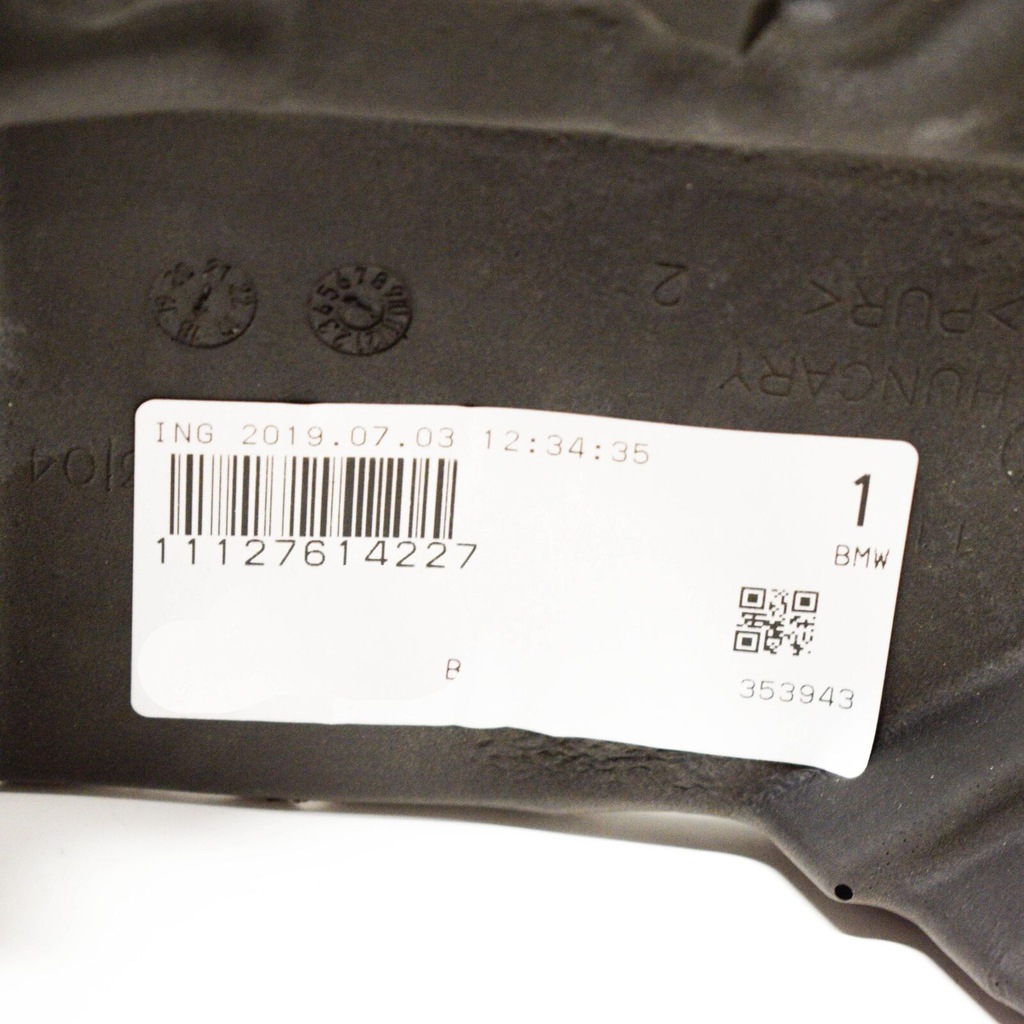 2
>PUR<
HUNGARY
ING 2019.07.03 12:34:35
11127614227
1
BMW
B
353943